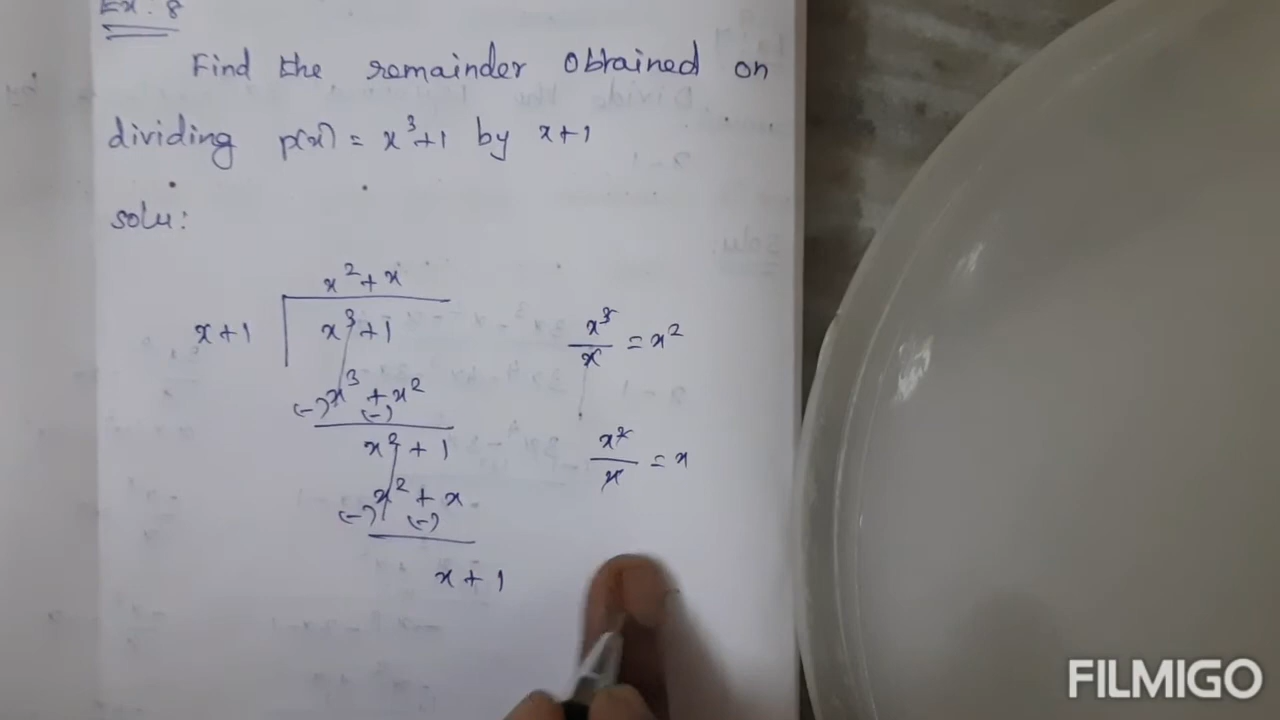 Ex: 8
Find the remainder obtained on
dividing p(x) = x³+1 by x+1
solu:
x² + x
x+1
x³+1
x³/x = x²
x³ + x²
(-) (-)
x² + 1
x²/x = x
x² + x
(-) (-)
x + 1
FILMIGO